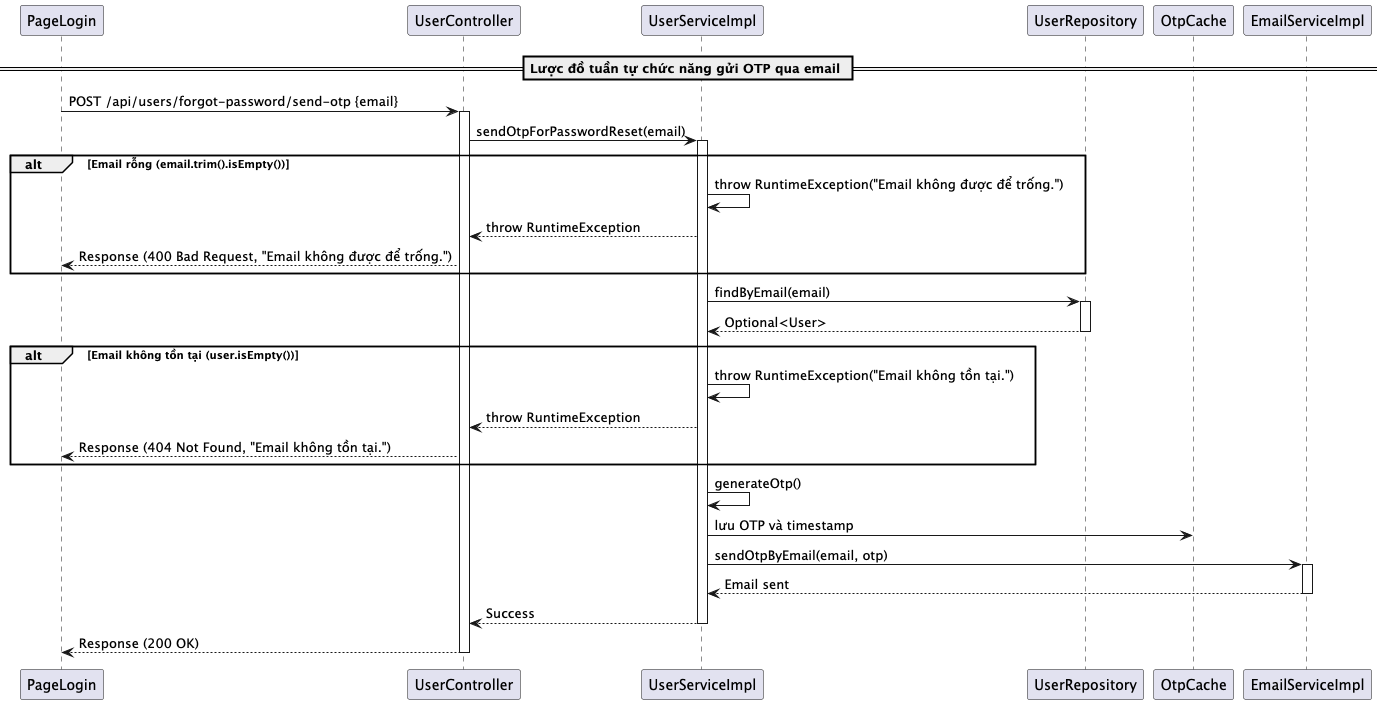 PageLogin UserController UserServiceImpl UserRepository OtpCache EmailServiceImpl
Lược đồ tuần tự chức năng gửi OTP qua email
POST /api/users/forgot-password/send-otp {email}
sendOtpForPasswordReset(email)
alt [Email rỗng (email.trim().isEmpty())]
throw RuntimeException("Email không được để trống.")
throw RuntimeException
Response (400 Bad Request, "Email không được để trống.")
findByEmail(email)
Optional<User>
alt [Email không tồn tại (user.isEmpty())]
throw RuntimeException("Email không tồn tại.")
throw RuntimeException
Response (404 Not Found, "Email không tồn tại.")
generateOtp()
lưu OTP và timestamp
sendOtpByEmail(email, otp)
Email sent
Success
Response (200 OK)
PageLogin UserController UserServiceImpl UserRepository OtpCache EmailServiceImpl